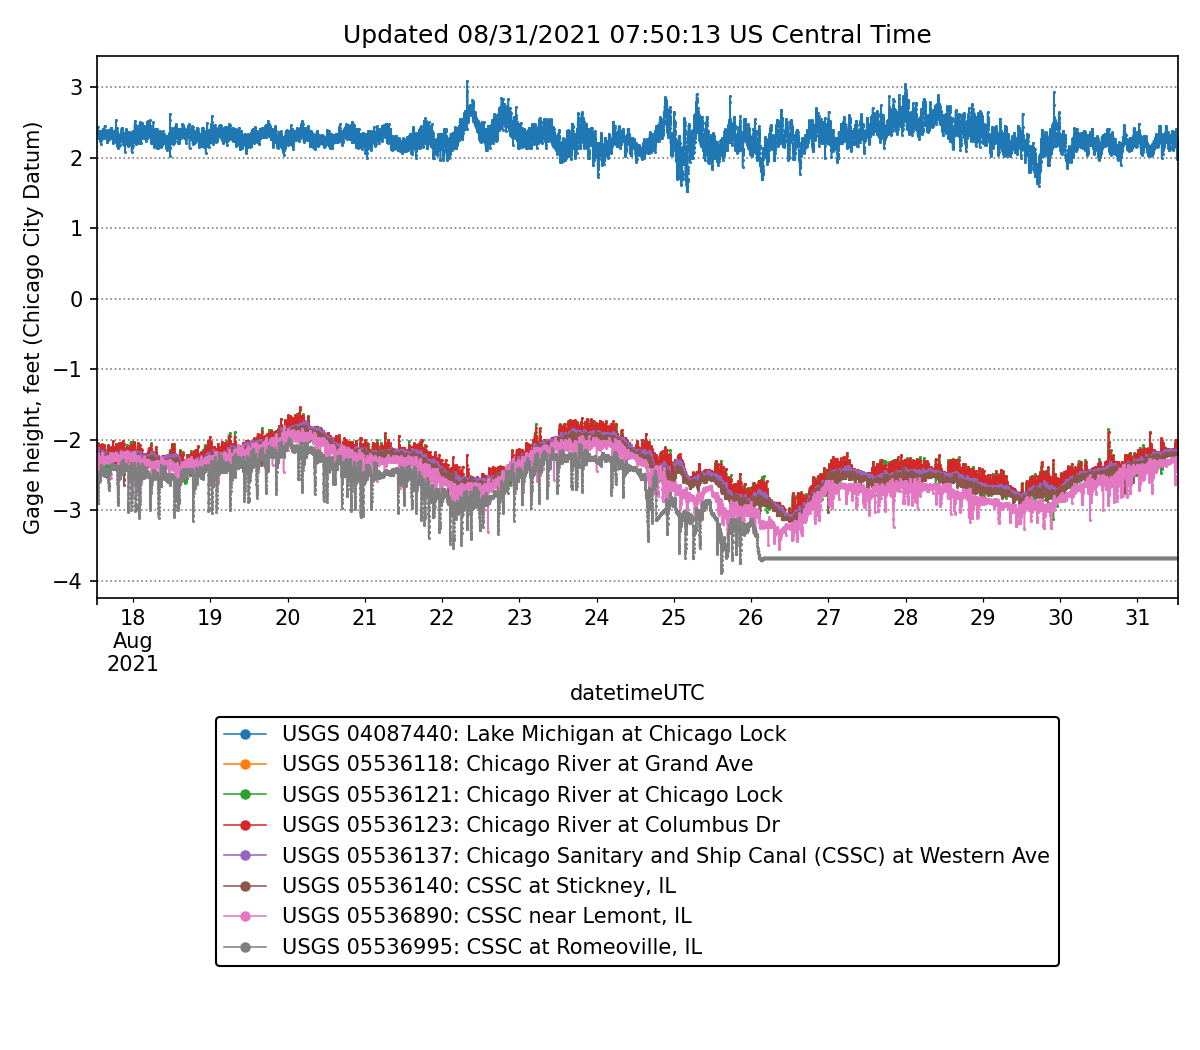 Updated 08/31/2021 07:50:13 US Central Time
Gage height, feet (Chicago City Datum)
3
2
1
0
−1
−2
−3
−4
18 19 20 21 22 23 24 25 26 27 28 29 30 31
Aug
2021
datetimeUTC
USGS 04087440: Lake Michigan at Chicago Lock
USGS 05536118: Chicago River at Grand Ave
USGS 05536121: Chicago River at Chicago Lock
USGS 05536123: Chicago River at Columbus Dr
USGS 05536137: Chicago Sanitary and Ship Canal (CSSC) at Western Ave
USGS 05536140: CSSC at Stickney, IL
USGS 05536890: CSSC near Lemont, IL
USGS 05536995: CSSC at Romeoville, IL